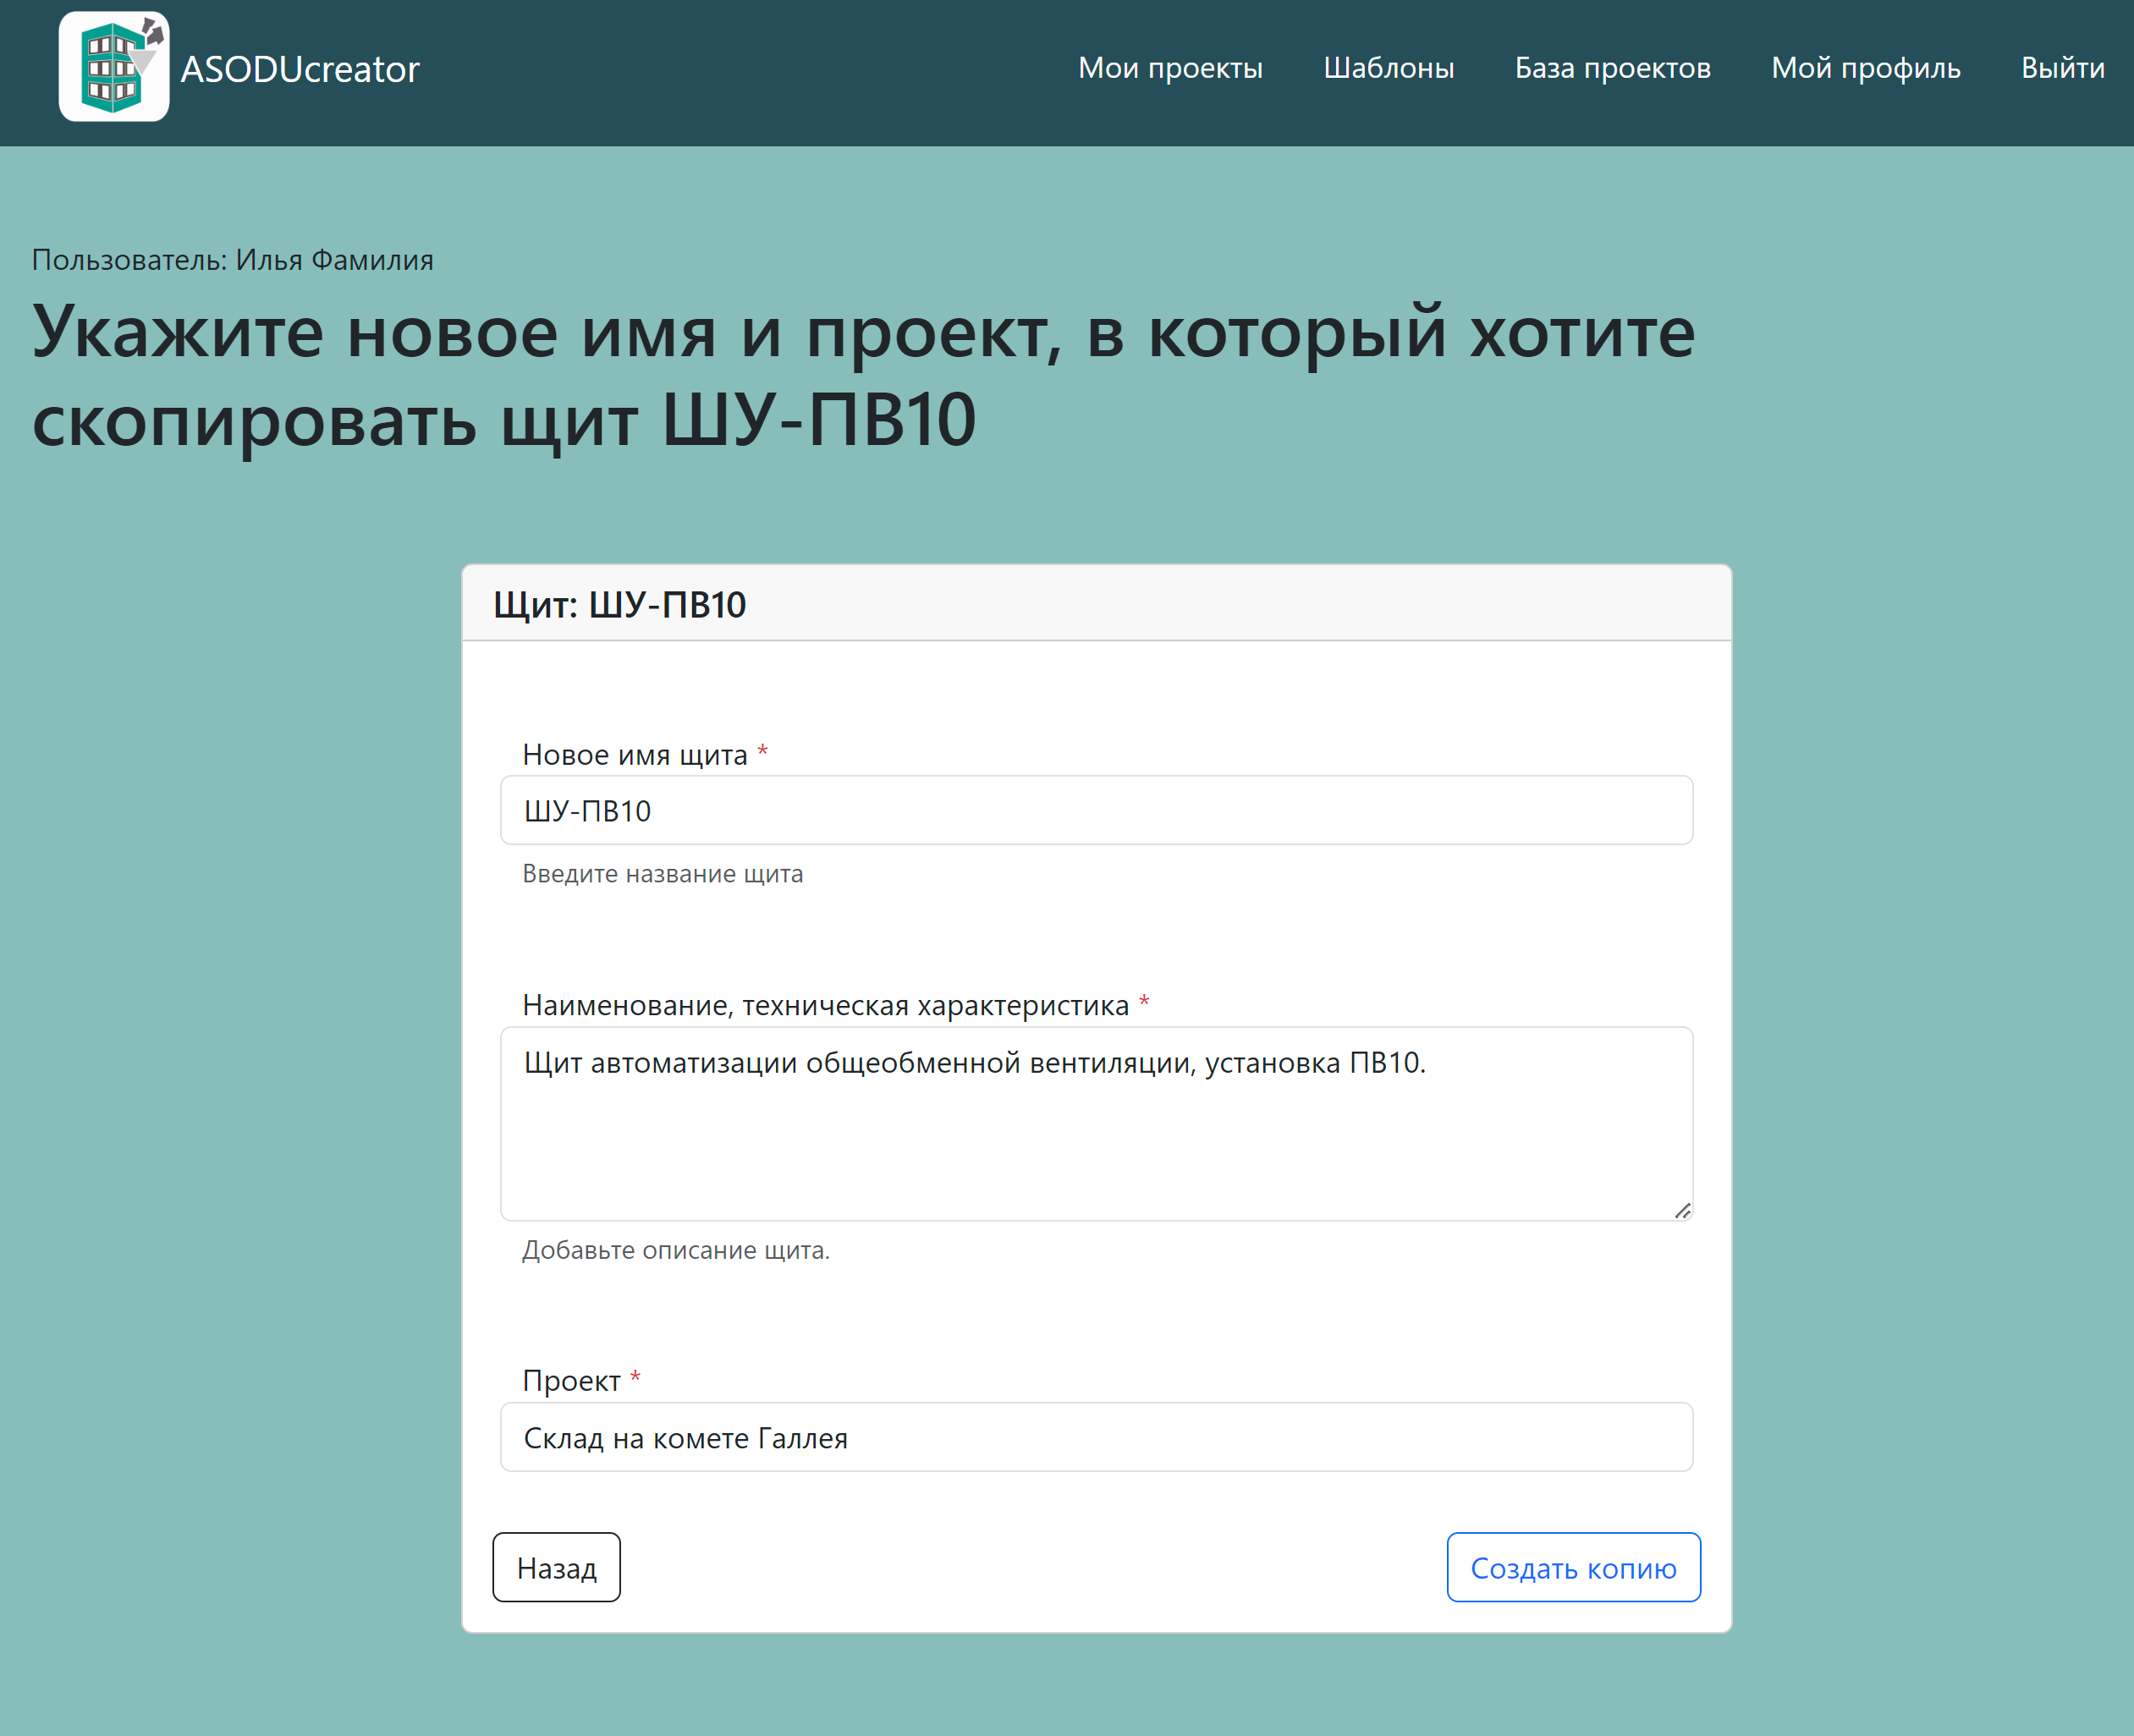 ASODUcreator
Мои проекты
Шаблоны
База проектов
Мой профиль
Выйти
Пользователь: Илья Фамилия
Укажите новое имя и проект, в который хотите
скопировать щит ШУ-ПВ10
Щит: ШУ-ПВ10
Новое имя щита *
ШУ-ПВ10
Введите название щита
Наименование, техническая характеристика *
Щит автоматизации общеобменной вентиляции, установка ПВ10.
Добавьте описание щита.
Проект *
Склад на комете Галлея
Назад
Создать копию